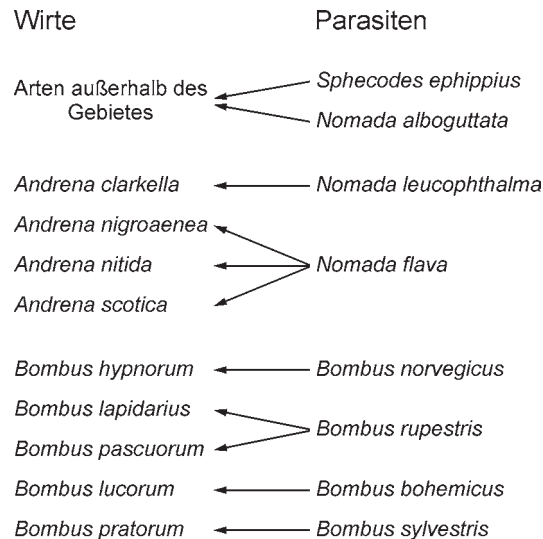 Wirte Parasiten
Sphecodes ephippius
Arten außerhalb des
Gebietes
Nomada alboguttata
Andrena clarkella Nomada leucophthalma
Andrena nigroaenea
Andrena nitida Nomada flava
Andrena scotica
Bombus hypnorum Bombus norvegicus
Bombus lapidarius
Bombus rupestris
Bombus pascuorum
Bombus lucorum Bombus bohemicus
Bombus pratorum Bombus sylvestris